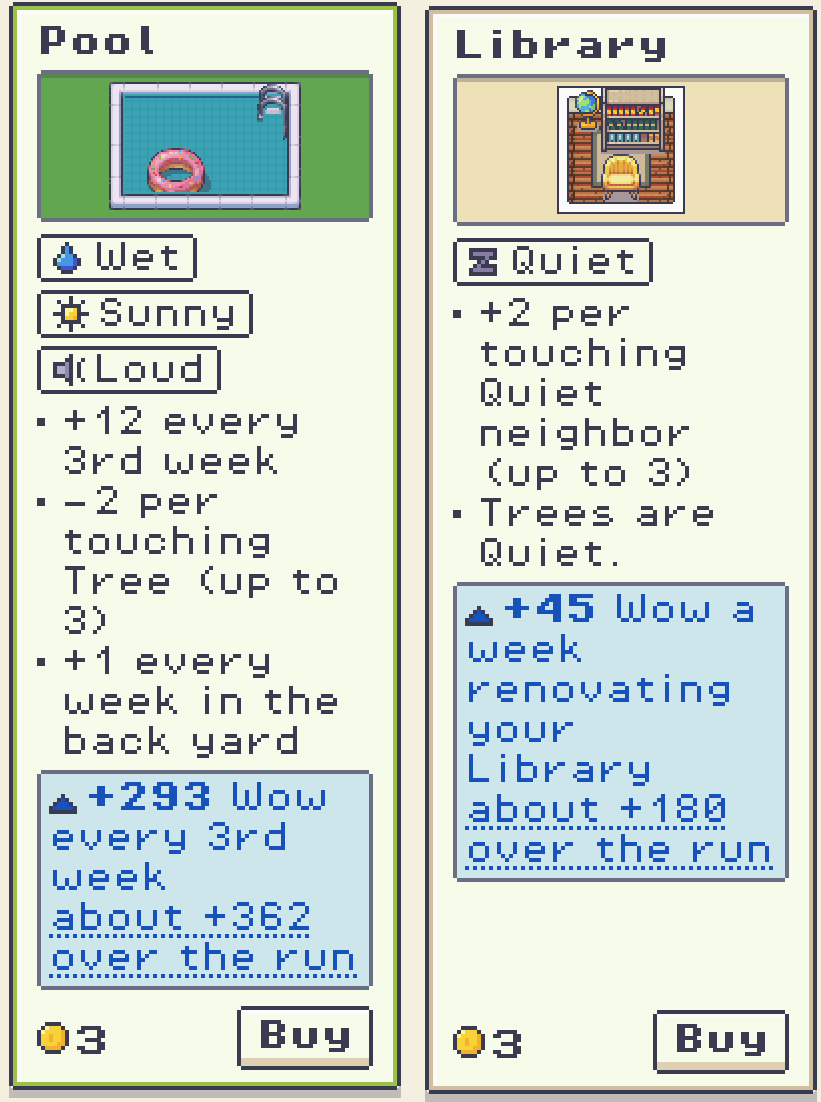 Pool
Wet
Sunny
Loud
• +12 every
3rd week
• -2 per
touching
Tree (up to
3)
• +1 every
week in the
back yard
+293 Wow
every 3rd
week
about +362
over the run
3
Buy
Library
Quiet
• +2 per
touching
Quiet
neighbor
(up to 3)
• Trees are
Quiet.
+45 Wow a
week
renovating
your
Library
about +180
over the run
3
Buy